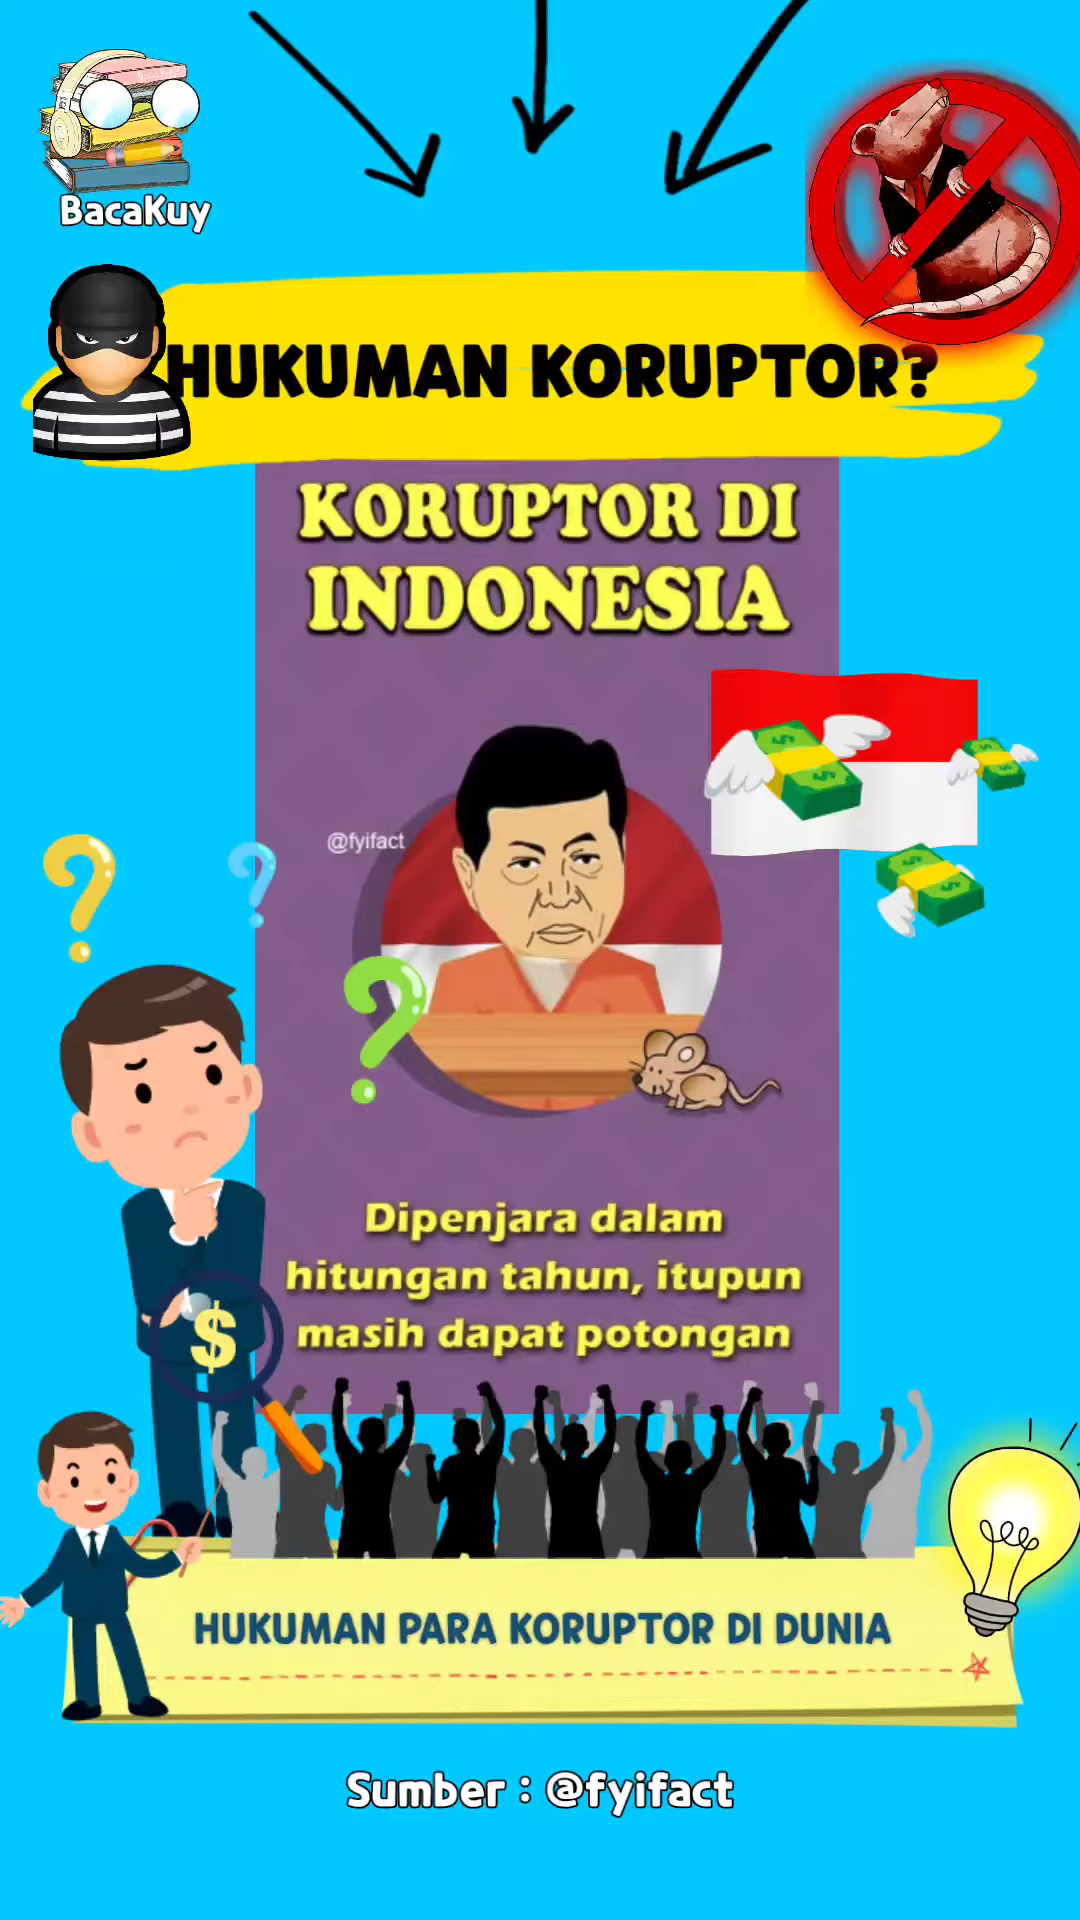 BacaKuy
HUKUMAN KORUPTOR?
KORUPTOR DI
INDONESIA
@fyifact
Dipenjara dalam
hitungan tahun, itupun
masih dapat potongan
$
HUKUMAN PARA KORUPTOR DI DUNIA
Sumber : @fyifact